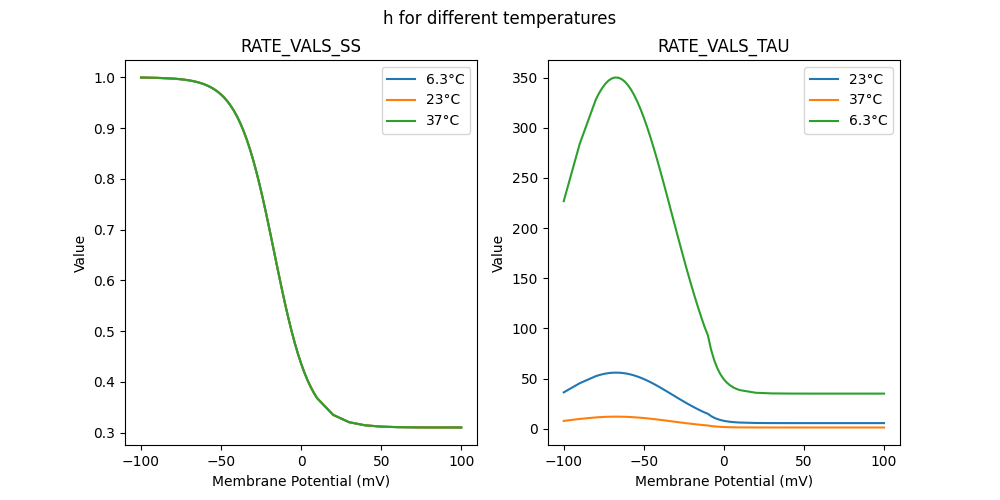 h for different temperatures
RATE_VALS_SS
1.0
0.9
0.8
0.7
0.6
0.5
0.4
0.3
Value
6.3°C
23°C
37°C
−100
−50
0
50
100
Membrane Potential (mV)
RATE_VALS_TAU
350
300
250
200
150
100
50
0
Value
23°C
37°C
6.3°C
−100
−50
0
50
100
Membrane Potential (mV)